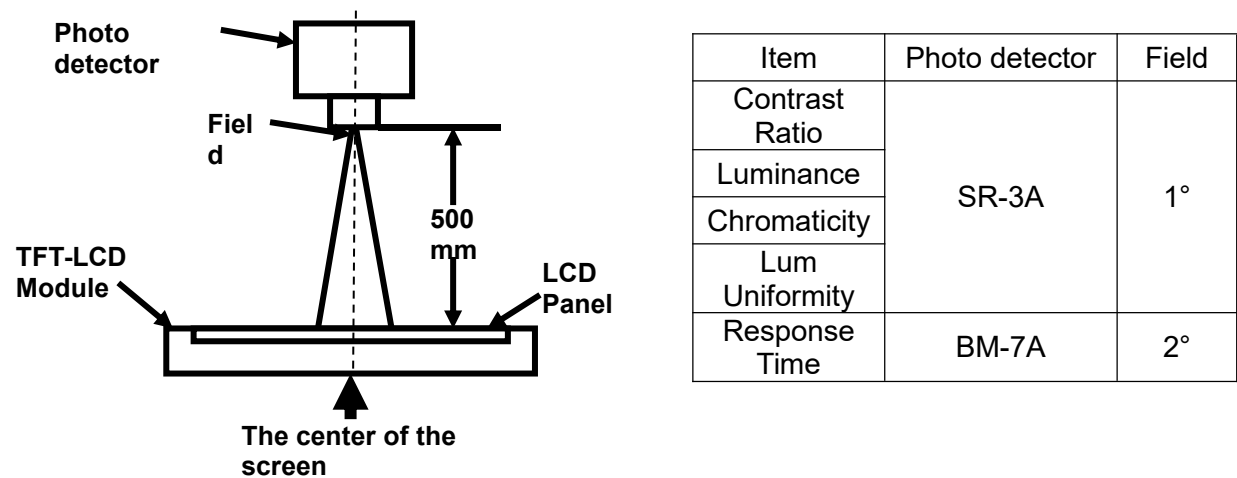 Photo
detector
Fiel
d
500
mm
TFT-LCD
Module
LCD
Panel
The center of the
screen
Item Photo detector Field
Contrast
Ratio
Luminance
Chromaticity
Lum
Uniformity
SR-3A 1°
Response
Time
BM-7A 2°